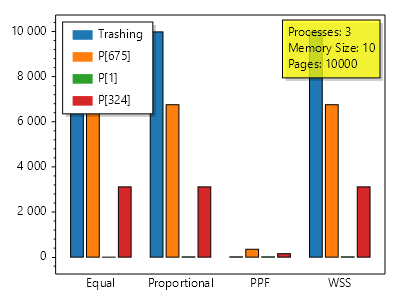 Trashing
P[675]
P[1]
P[324]
Processes: 3
Memory Size: 10
Pages: 10000
10 000
8 000
6 000
4 000
2 000
0
Equal Proportional PPF WSS